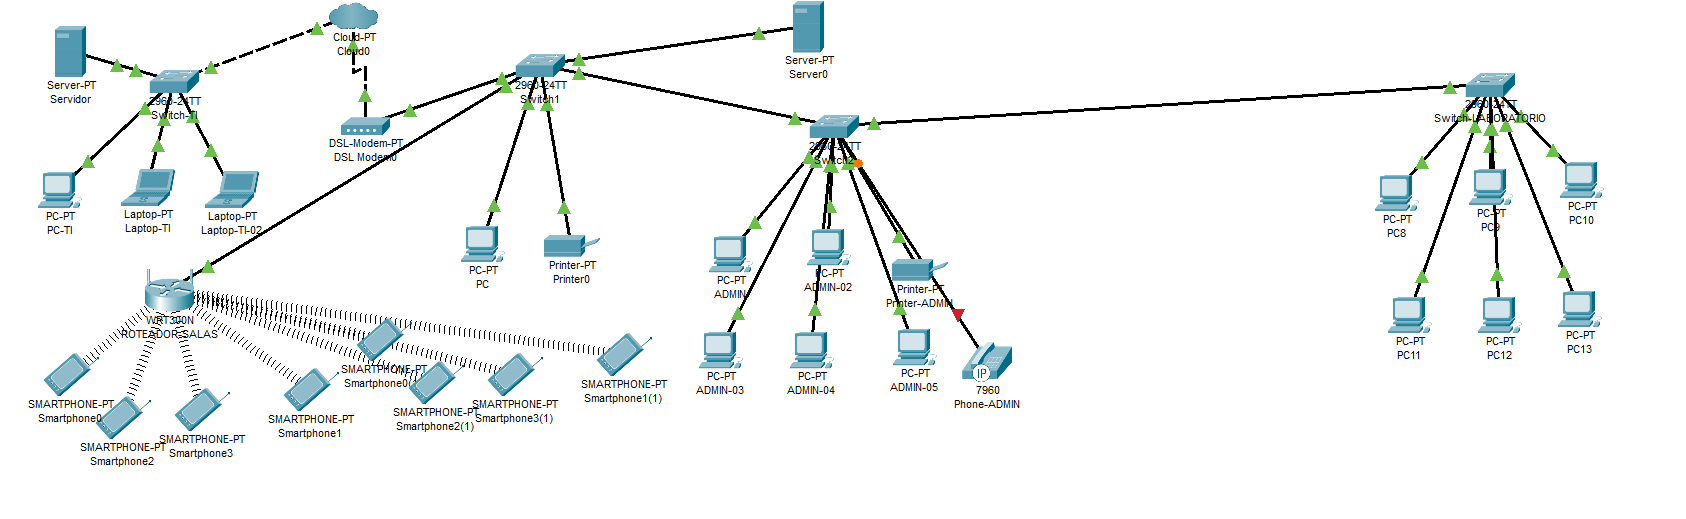 Cloud-PT
Cloud0
Server-PT
Servidor
2960-24TT
Switch-TI
2960-24TT
Switch1
Server-PT
Server0
DSL-Modem-PT
DSL Modem0
2960-24TT
Switch2
2960-24TT
Switch-LABORATORIO
PC-PT
PC-TI
Laptop-PT
Laptop-TI
Laptop-PT
Laptop-TI-02
PC-PT
PC
Printer-PT
Printer0
PC-PT
ADMIN
PC-PT
ADMIN-02
Printer-PT
Printer-ADMIN
PC-PT
PC8
PC-PT
PC9
PC-PT
PC10
WRT300N
ROTEADOR-SALAS
PC-PT
ADMIN-03
PC-PT
ADMIN-04
PC-PT
ADMIN-05
IP
7960
Phone-ADMIN
PC-PT
PC11
PC-PT
PC12
PC-PT
PC13
SMARTPHONE-PT
Smartphone0
SMARTPHONE-PT
Smartphone2
SMARTPHONE-PT
Smartphone3
SMARTPHONE-PT
Smartphone1
SMARTPHONE-PT
SMARTPHONE-PT
Smartphone2(1)
SMARTPHONE-PT
Smartphone3(1)
SMARTPHONE-PT
Smartphone1(1)